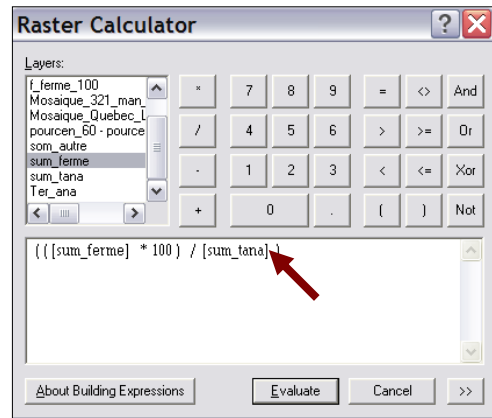 Raster Calculator ?
Layers:
f_ferme_100
Mosaique_321_man_
Mosaique_Quebec_L
pourcen_60 - pource
som_autre
sum_ferme
sum_tana
Ter_ana
* 7 8 9 = <> And
/ 4 5 6 > >= Or
- 1 2 3 < <= Xor
+ 0 . ( ) Not
(([sum_ferme] * 100 ) / [sum_tana] )
About Building Expressions Evaluate Cancel >>